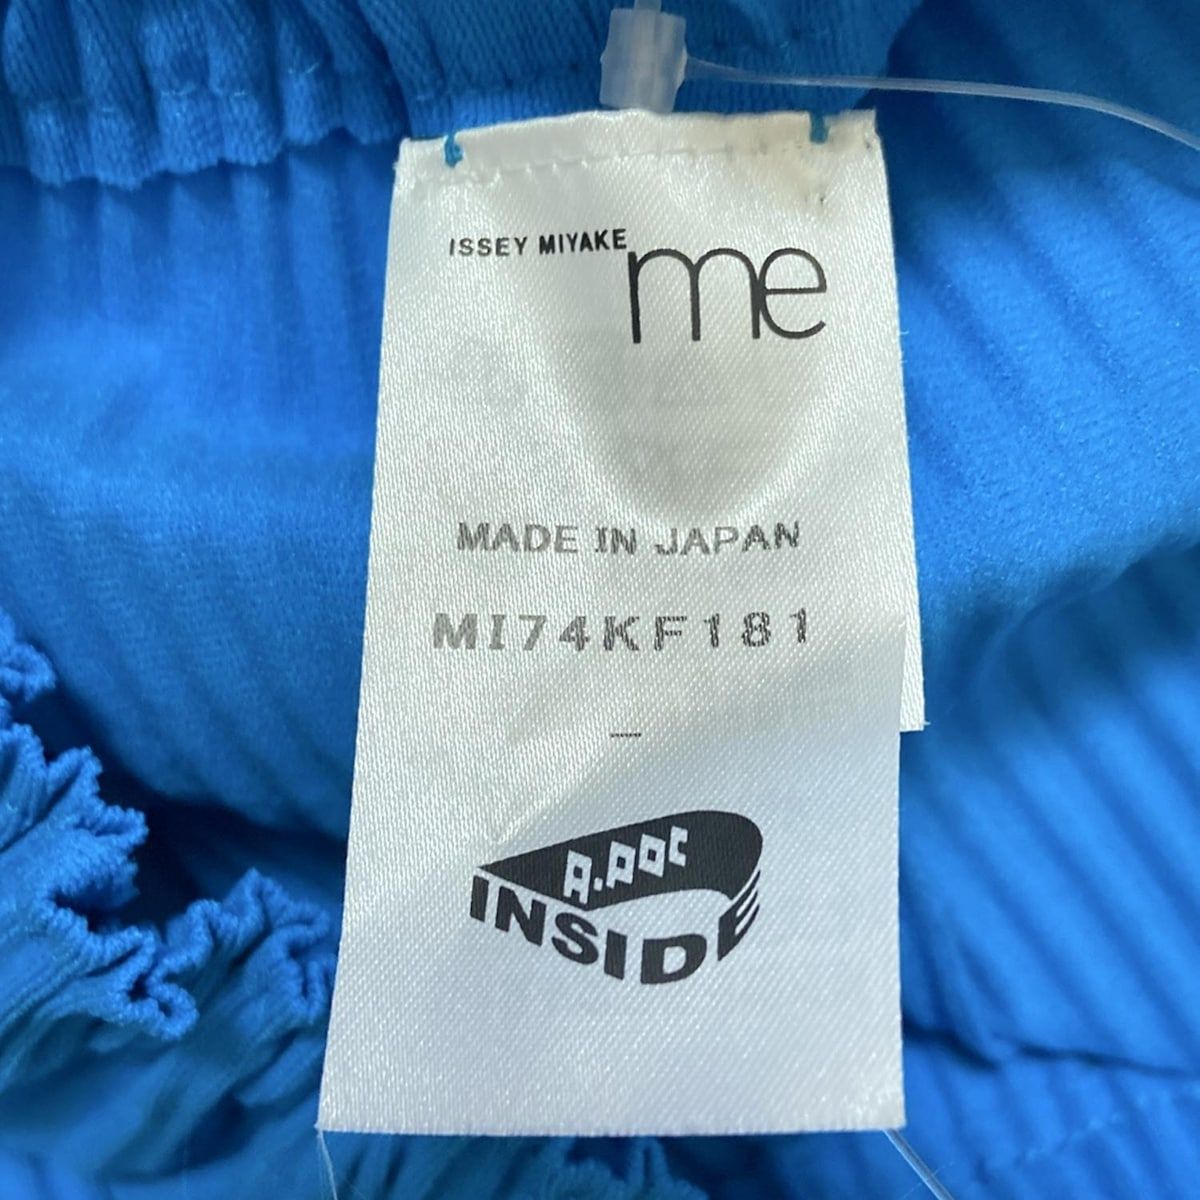 ISSEY MIYAKE me
MADE IN JAPAN
MI74KF181
—
A.POC
INSIDE